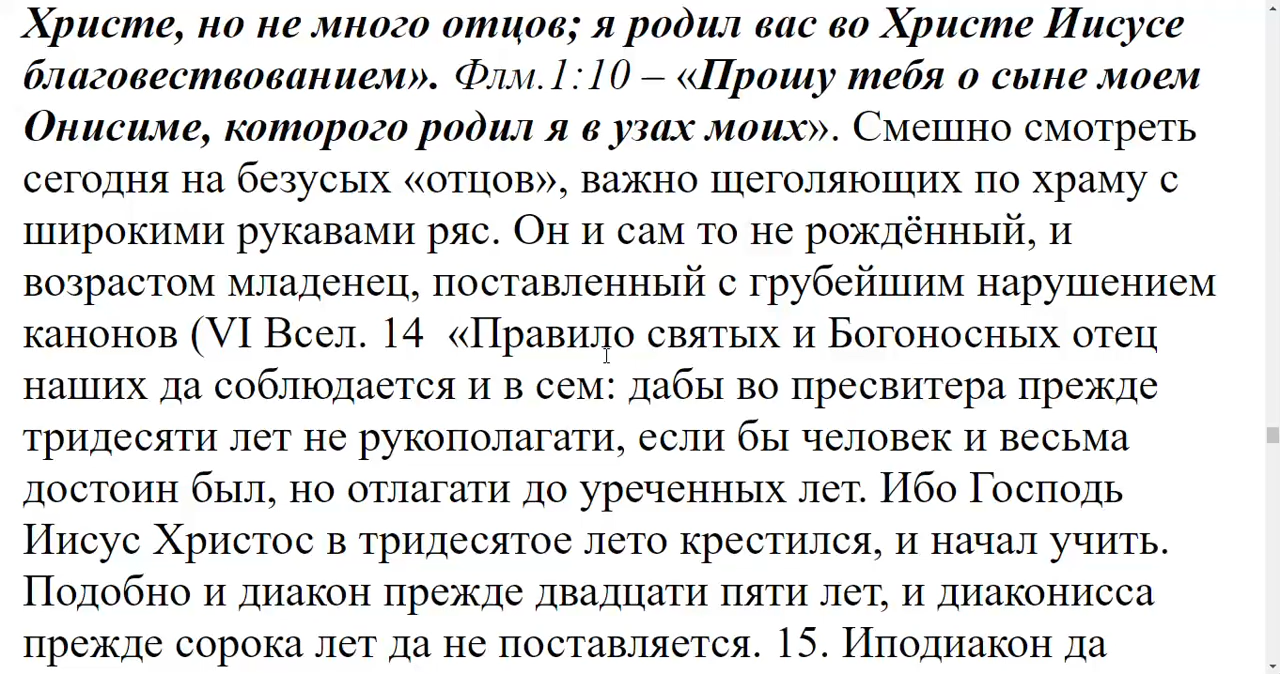 Христе, но не много отцов; я родил вас во Христе Иисусе
благовествованием». Флм.1:10 – «Прошу тебя о сыне моем
Онисиме, которого родил я в узах моих». Смешно смотреть
сегодня на безусых «отцов», важно щеголяющих по храму с
широкими рукавами ряс. Он и сам то не рождённый, и
возрастом младенец, поставленный с грубейшим нарушением
канонов (VI Всел. 14 «Правило святых и Богоносных отец
наших да соблюдается и в сем: дабы во пресвитера прежде
тридесяти лет не рукополагати, если бы человек и весьма
достоин был, но отлагати до уреченных лет. Ибо Господь
Иисус Христос в тридесятое лето крестился, и начал учить.
Подобно и диакон прежде двадцати пяти лет, и диаконисса
прежде сорока лет да не поставляется. 15. Иподиакон да